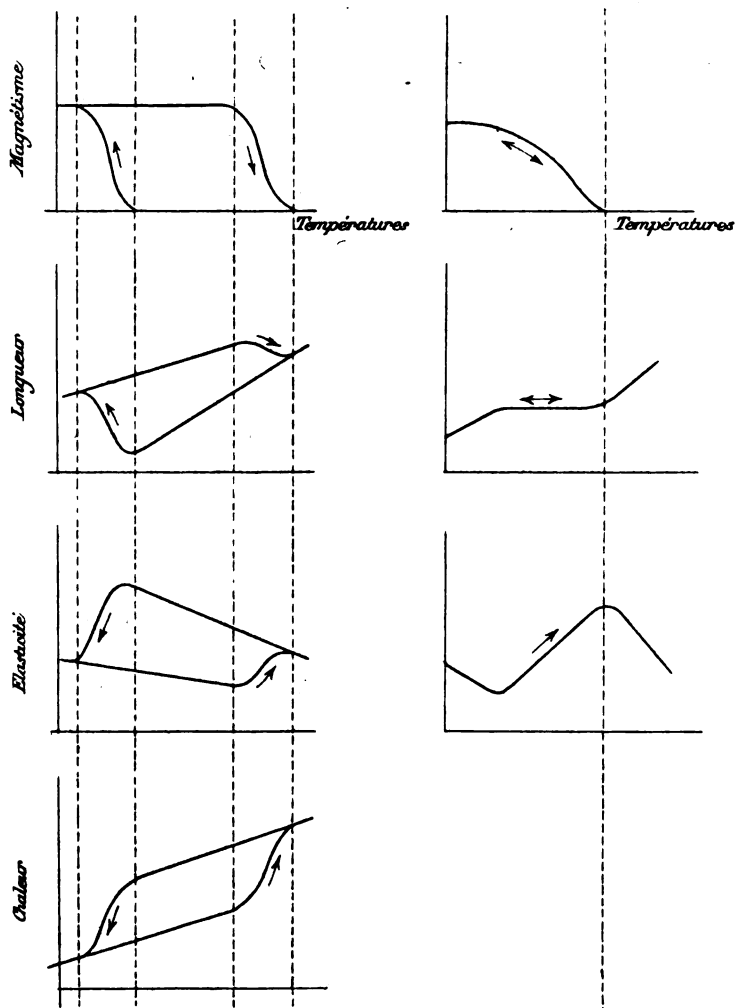 Magnétisme
Températures
Températures
Longueur
Elasticité
Chaleur